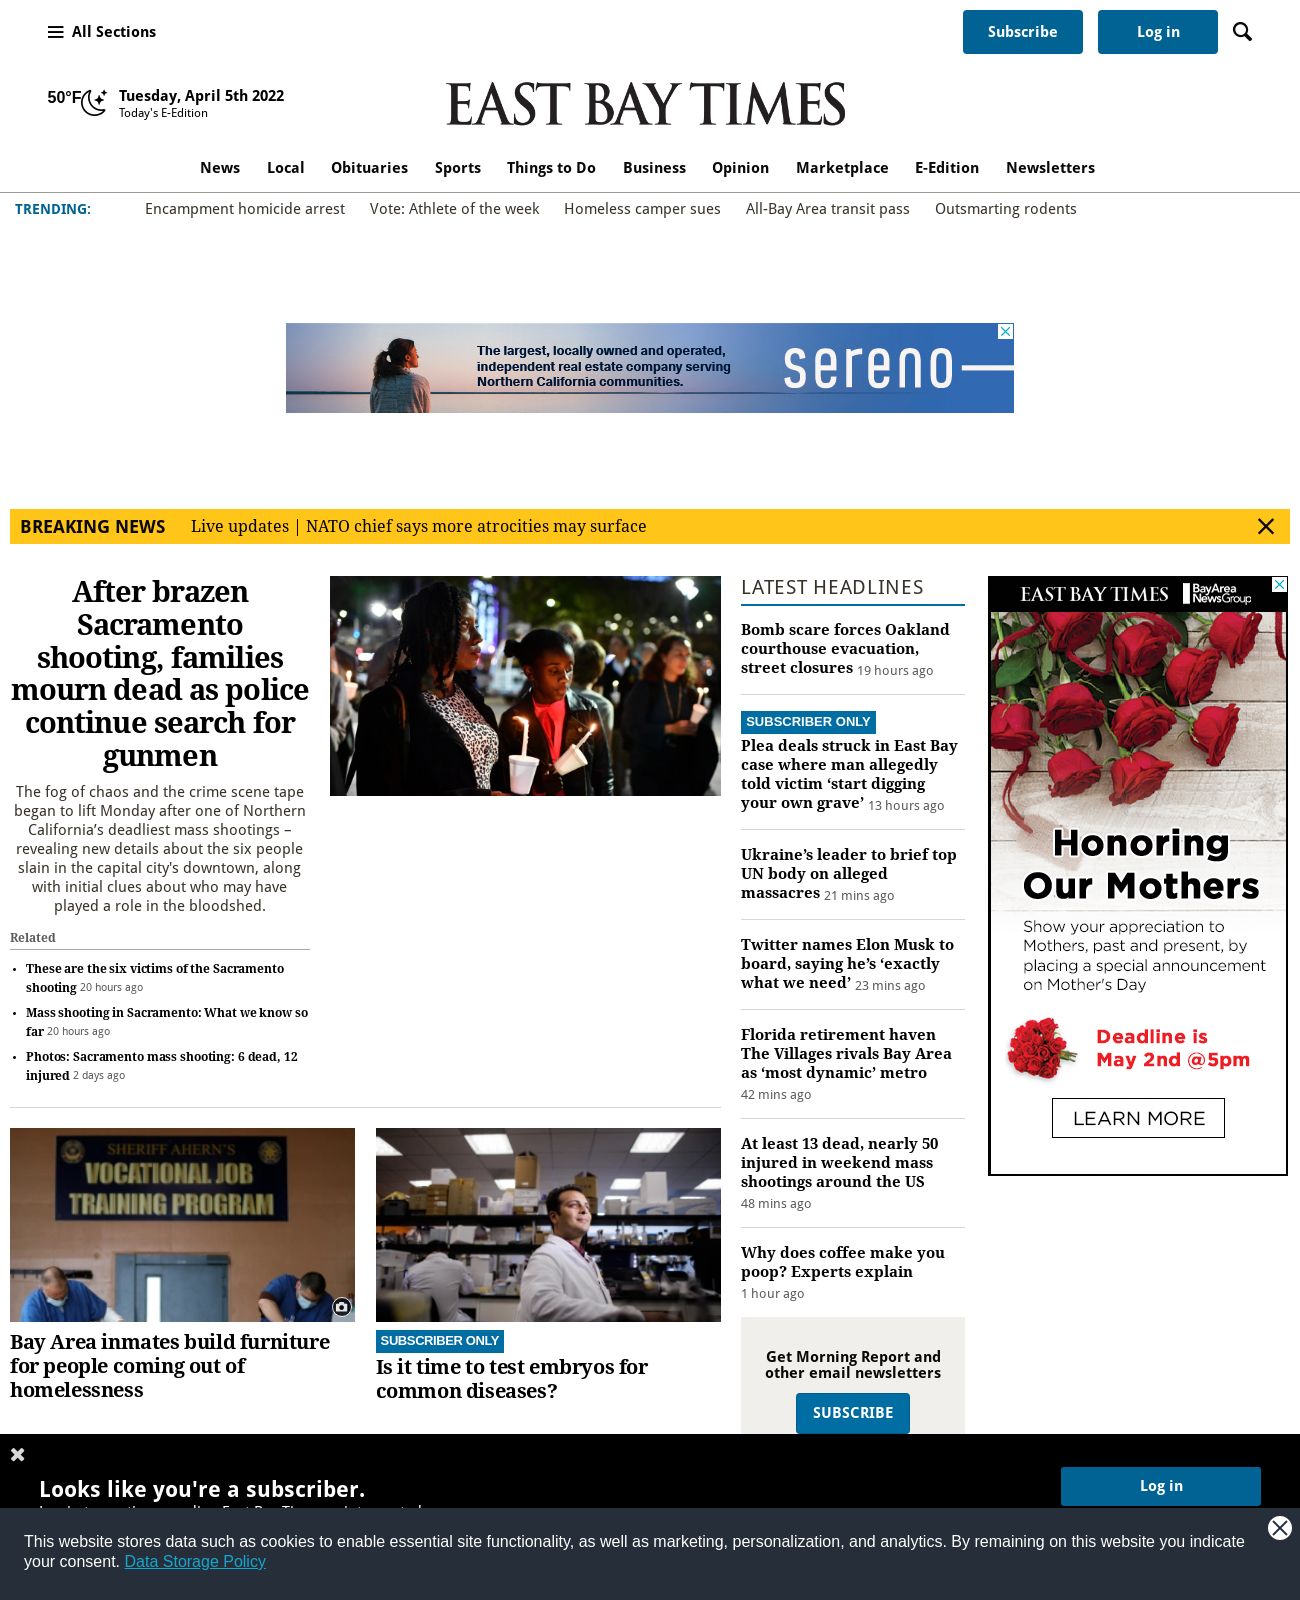 All Sections
Subscribe
Log in
50°F
Tuesday, April 5th 2022
Today's E-Edition
EAST BAY TIMES
News Local Obituaries Sports Things to Do Business Opinion Marketplace E-Edition Newsletters
TRENDING:
Encampment homicide arrest Vote: Athlete of the week Homeless camper sues All-Bay Area transit pass Outsmarting rodents
The largest, locally owned and operated,
independent real estate company serving
Northern California communities.
sereno
BREAKING NEWS Live updates | NATO chief says more atrocities may surface
After brazen
Sacramento
shooting, families
mourn dead as police
continue search for
gunmen
The fog of chaos and the crime scene tape
began to lift Monday after one of Northern
California’s deadliest mass shootings –
revealing new details about the six people
slain in the capital city's downtown, along
with initial clues about who may have
played a role in the bloodshed.
Related
These are the six victims of the Sacramento
shooting 20 hours ago
Mass shooting in Sacramento: What we know so
far 20 hours ago
Photos: Sacramento mass shooting: 6 dead, 12
injured 2 days ago
SHERIFF AHERN'S
VOCATIONAL JOB
TRAINING PROGRAM
Bay Area inmates build furniture
for people coming out of
homelessness
SUBSCRIBER ONLY
Is it time to test embryos for
common diseases?
LATEST HEADLINES
Bomb scare forces Oakland
courthouse evacuation,
street closures 19 hours ago
SUBSCRIBER ONLY
Plea deals struck in East Bay
case where man allegedly
told victim ‘start digging
your own grave’ 13 hours ago
Ukraine’s leader to brief top
UN body on alleged
massacres 21 mins ago
Twitter names Elon Musk to
board, saying he’s ‘exactly
what we need’ 23 mins ago
Florida retirement haven
The Villages rivals Bay Area
as ‘most dynamic’ metro
42 mins ago
At least 13 dead, nearly 50
injured in weekend mass
shootings around the US
48 mins ago
Why does coffee make you
poop? Experts explain
1 hour ago
Get Morning Report and
other email newsletters
SUBSCRIBE
EAST BAY TIMES
BayArea
NewsGroup
Honoring
Our Mothers
Show your appreciation to
Mothers, past and present, by
placing a special announcement
on Mother's Day
Deadline is
May 2nd @5pm
LEARN MORE
Looks like you're a subscriber.
Log in
This website stores data such as cookies to enable essential site functionality, as well as marketing, personalization, and analytics. By remaining on this website you indicate
your consent. Data Storage Policy